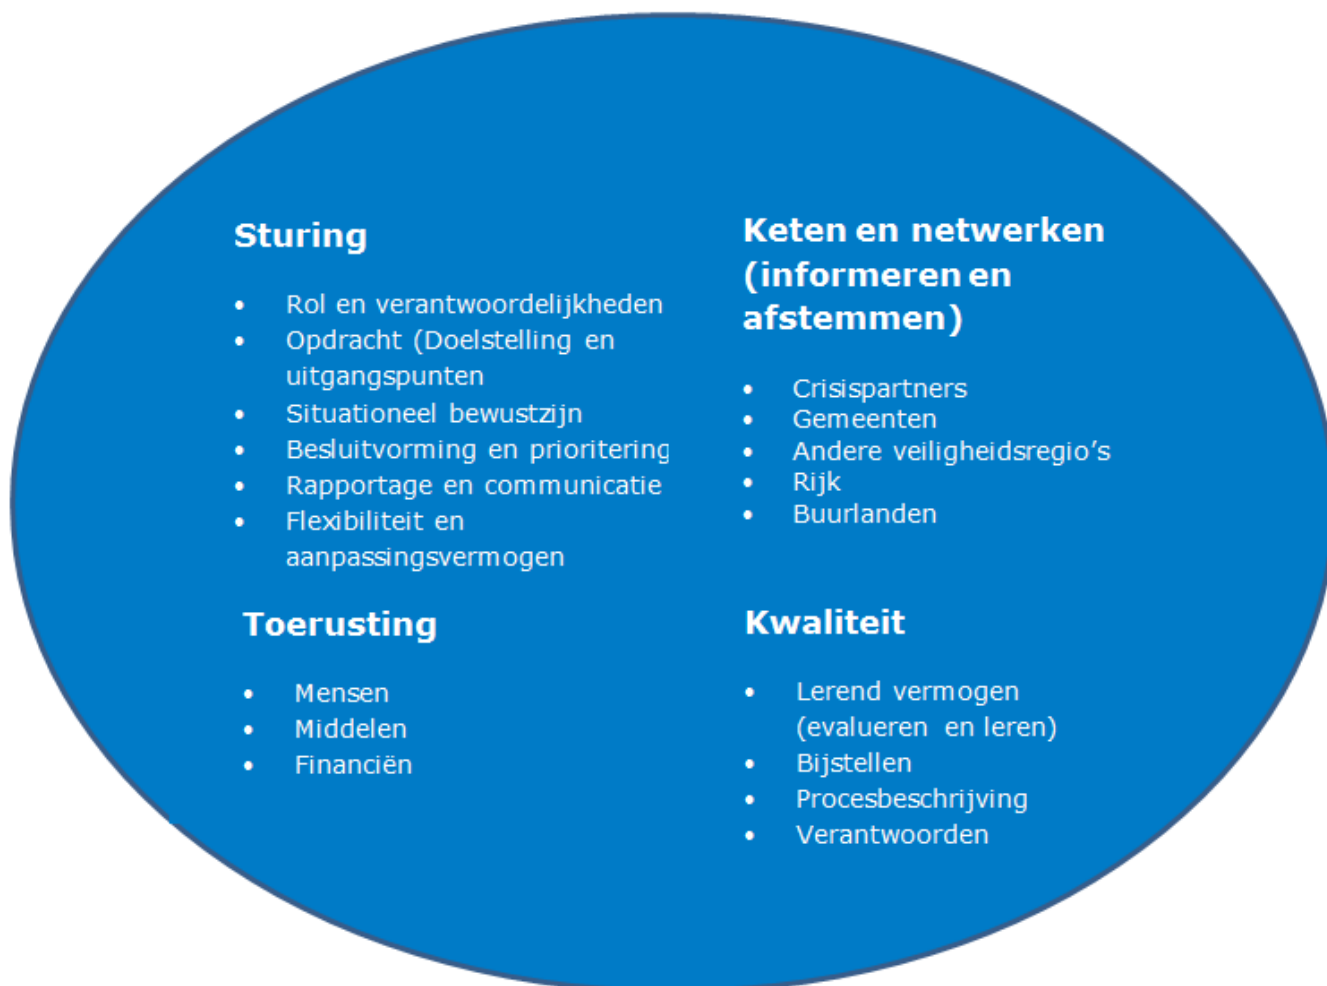 Sturing
• Rol en verantwoordelijkheden
• Opdracht (Doelstelling en
uitgangspunten
• Situationeel bewustzijn
• Besluitvorming en prioritering
• Rapportage en communicatie
• Flexibiliteit en
aanpassingsvermogen
Keten en netwerken
(informeren en
afstemmen)
• Crisispartners
• Gemeenten
• Andere veiligheidsregio’s
• Rijk
• Buurlanden
Toerusting
• Mensen
• Middelen
• Financiën
Kwaliteit
• Lerend vermogen
(evalueren en leren)
• Bijstellen
• Procesbeschrijving
• Verantwoorden